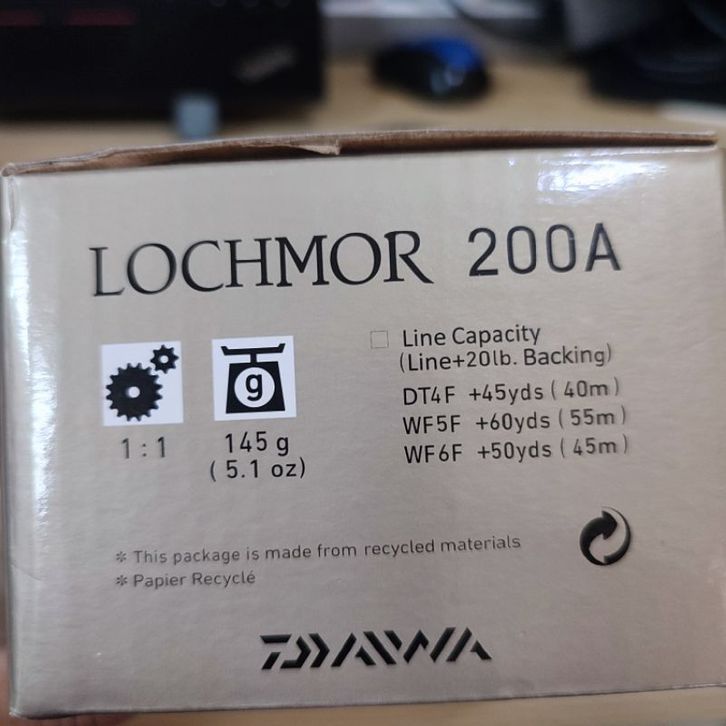 LOCHMOR 200A
g
1:1
145 g
(5.1 oz)
Line Capacity
(Line+20lb. Backing)
DT4F +45yds (40m)
WF5F +60yds (55m)
WF6F +50yds (45m)
* This package is made from recycled materials
* Papier Recyclé
DAIWA